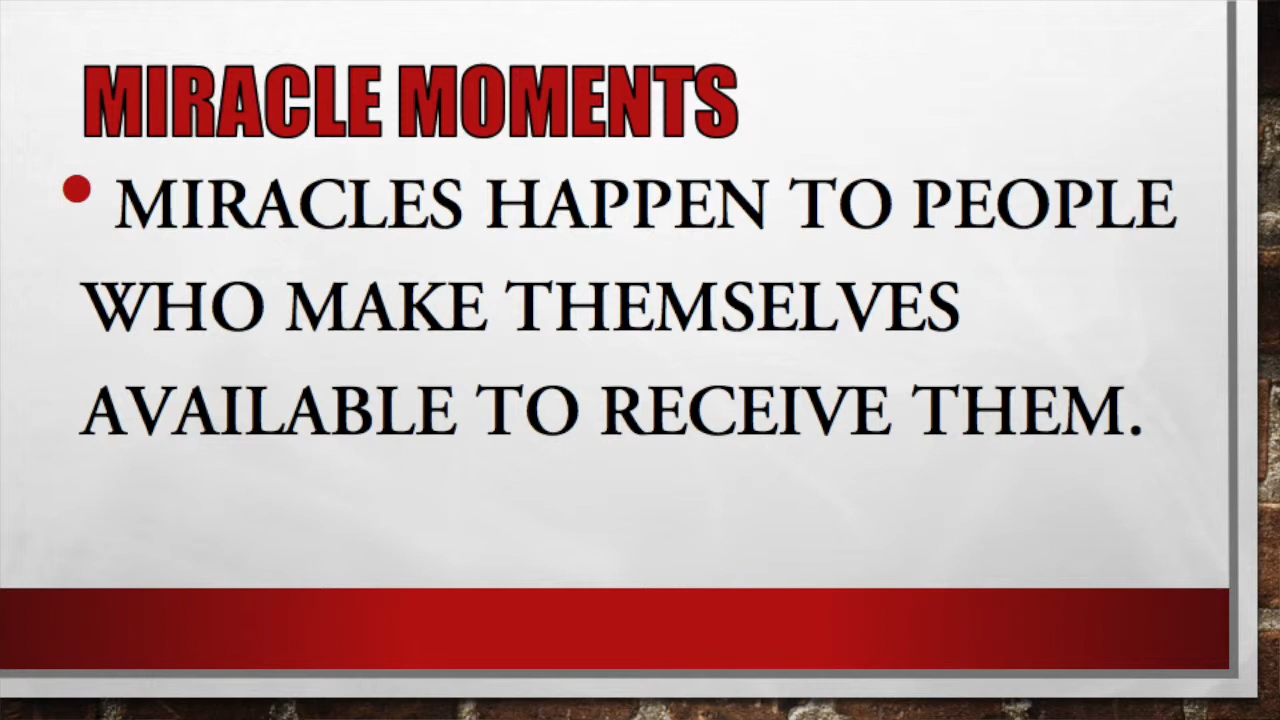 MIRACLE MOMENTS
• MIRACLES HAPPEN TO PEOPLE
WHO MAKE THEMSELVES
AVAILABLE TO RECEIVE THEM.